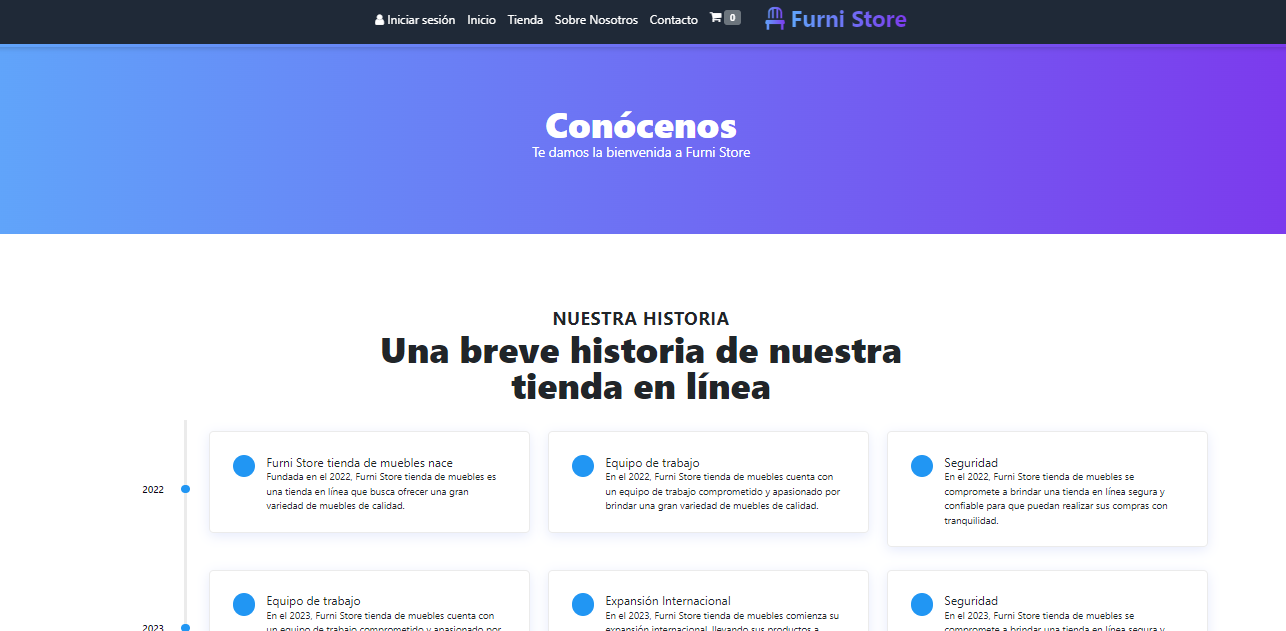 Iniciar sesión Inicio Tienda Sobre Nosotros Contacto 0 Furni Store
Conócenos
Te damos la bienvenida a Furni Store
NUESTRA HISTORIA
Una breve historia de nuestra
tienda en línea
2022
Furni Store tienda de muebles nace
Fundada en el 2022, Furni Store tienda de muebles es
una tienda en línea que busca ofrecer una gran
variedad de muebles de calidad.
Equipo de trabajo
En el 2022, Furni Store tienda de muebles cuenta con
un equipo de trabajo comprometido y apasionado por
brindar una gran variedad de muebles de calidad.
Seguridad
En el 2022, Furni Store tienda de muebles se
compromete a brindar una tienda en línea segura y
confiable para que puedan realizar sus compras con
tranquilidad.
2023
Equipo de trabajo
En el 2023, Furni Store tienda de muebles cuenta con
un equipo de trabajo comprometido y apasionado por
Expansión Internacional
En el 2023, Furni Store tienda de muebles comienza su
expansión internacional, llevando sus productos a
Seguridad
En el 2023, Furni Store tienda de muebles se
compromete a brindar una tienda en línea segura y